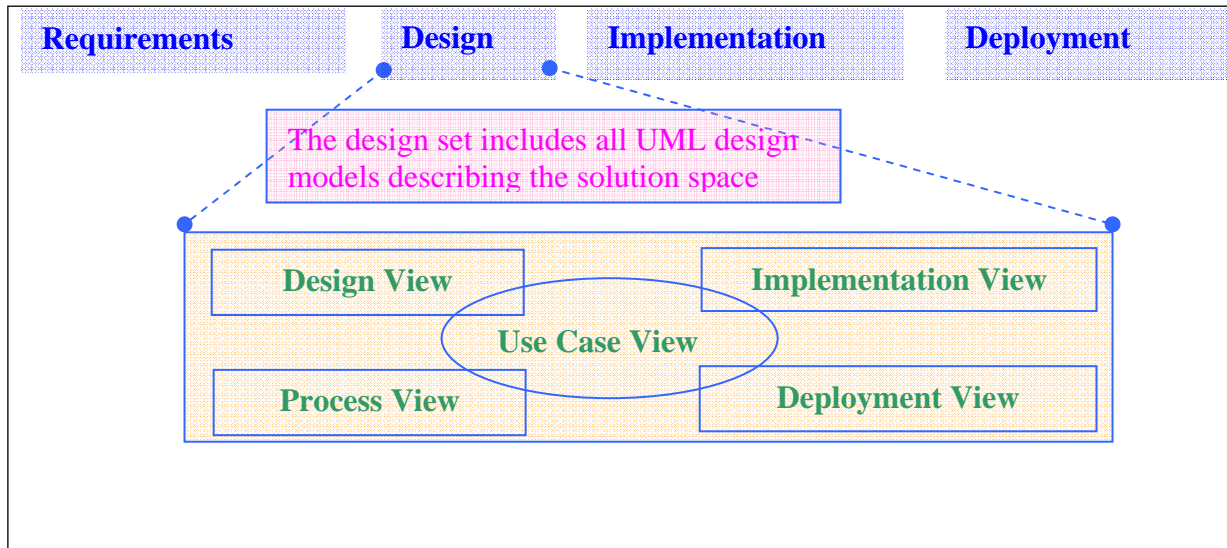 Requirements Design Implementation Deployment
The design set includes all UML design
models describing the solution space
Design View Implementation View
Use Case View
Process View Deployment View